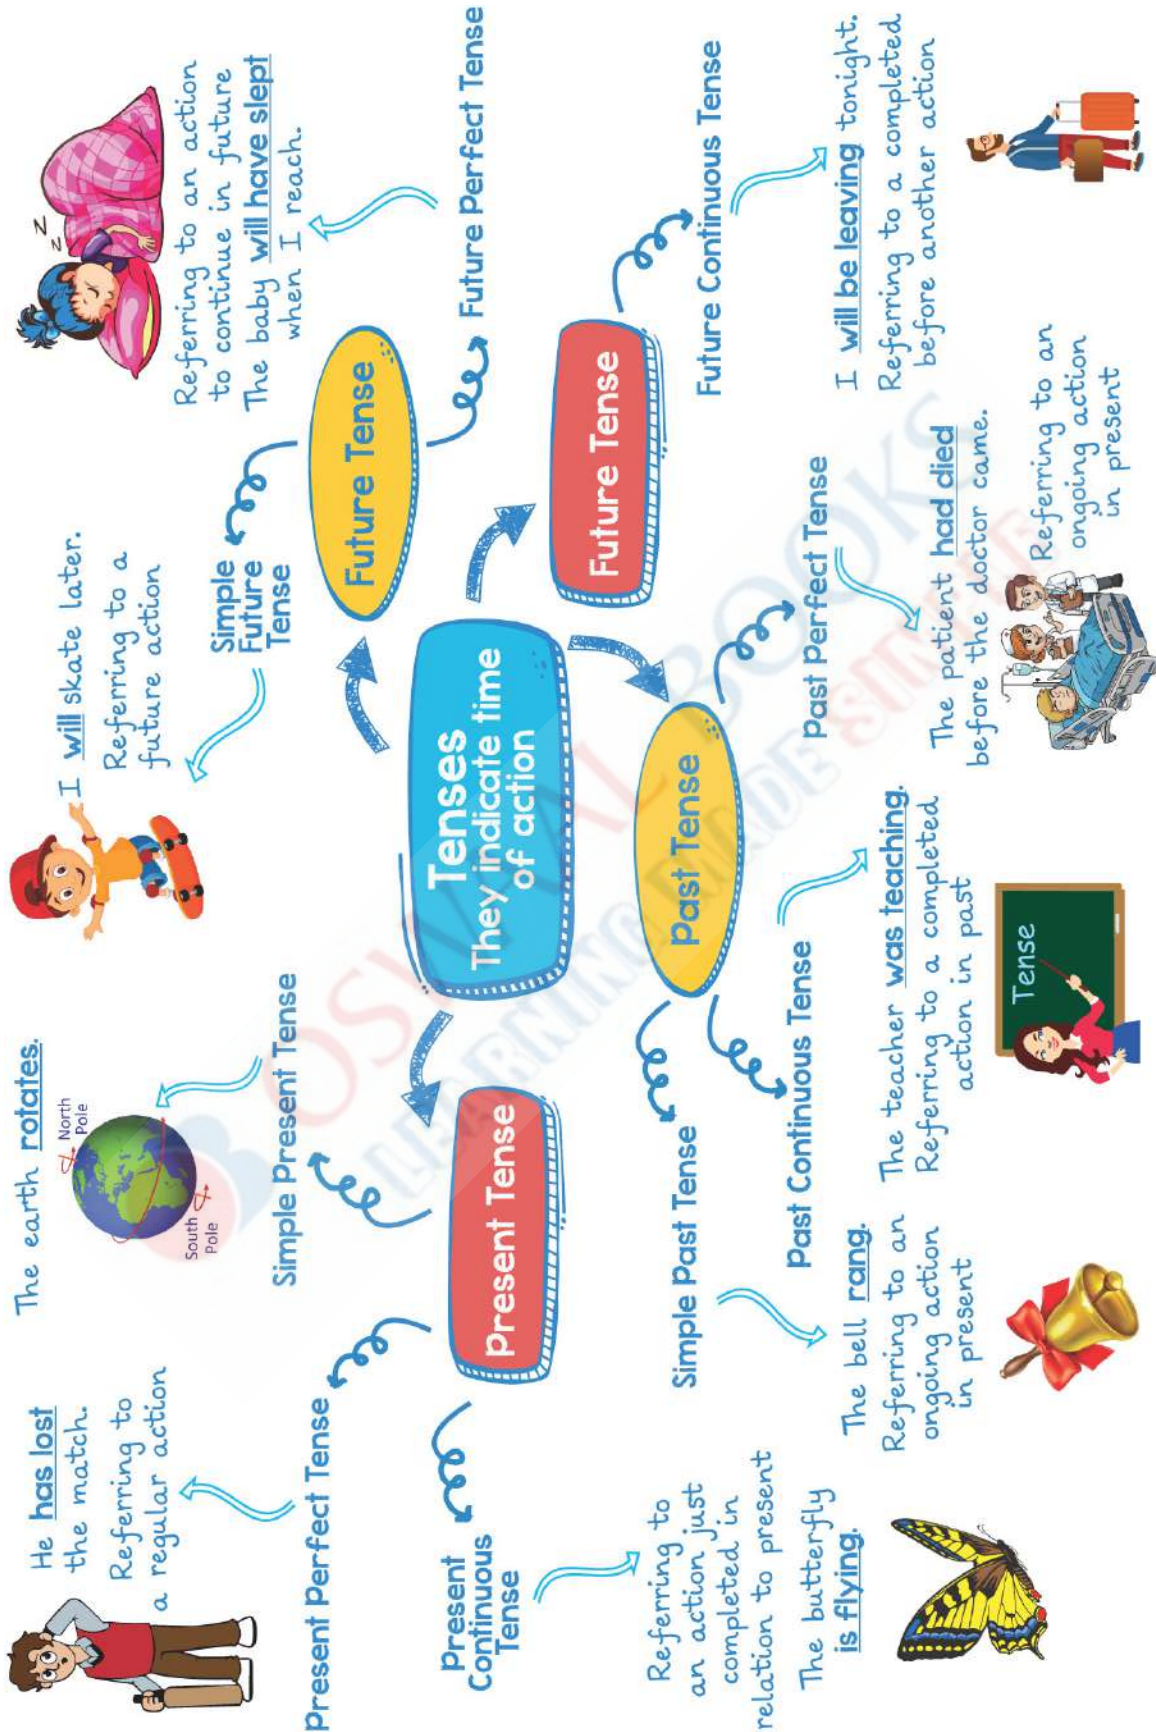 He has lost
the match.
Referring to
a regular action
The earth rotates.
North
Pole
South
Pole
I will skate later.
Referring to a
future action
Referring to an action
to continue in future
The baby will have slept
when I reach.
Present Perfect Tense
Simple Present Tense
Simple
Future
Tense
Future Perfect Tense
Future Tense
Present
Continuous
Tense
Present Tense
Tenses
They indicate time
of action
Future Tense
Past Tense
Simple Past Tense
Past Continuous Tense
Past Perfect Tense
Future Continuous Tense
Referring to
an action just
completed in
relation to present
The butterfly
is flying.
The bell rang.
Referring to an
ongoing action
in present
The teacher was teaching.
Referring to a completed
action in past
Tense
The patient had died
before the doctor came.
Referring to an
ongoing action
in present
I will be leaving tonight.
Referring to a completed
before another action
OSWAAL BOOKS
LEARNING MADE SIMPLE